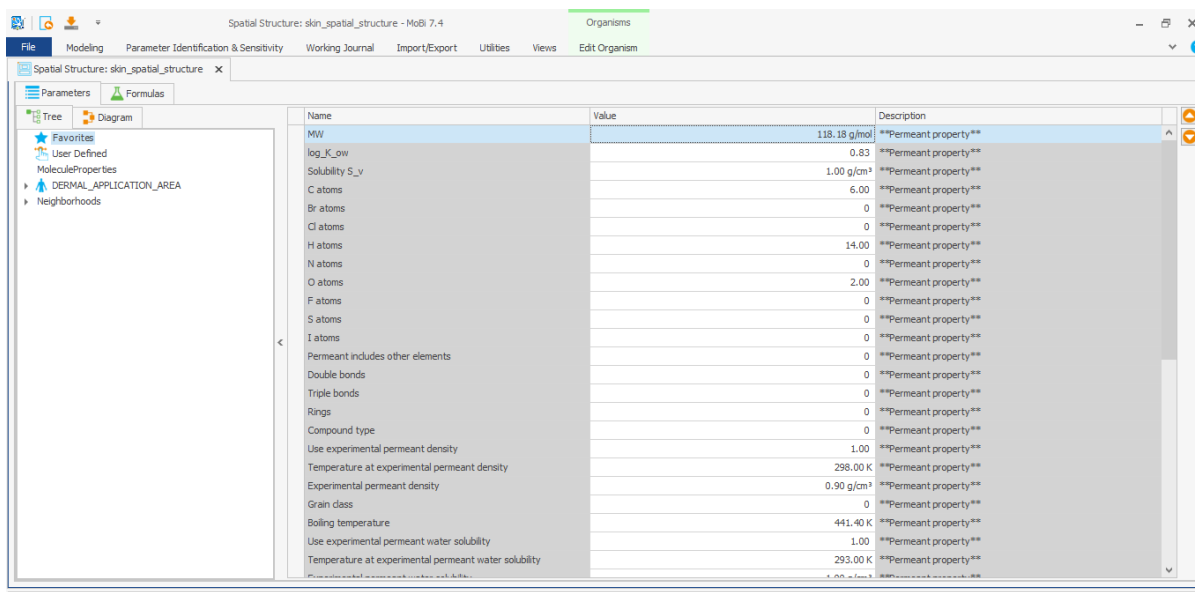 Spatial Structure: skin_spatial_structure - MoBi 7.4 Organisms
File Modeling Parameter Identification & Sensitivity Working Journal Import/Export Utilities Views Edit Organism
Spatial Structure: skin_spatial_structure X
Parameters Formulas
Tree Diagram
Favorites
User Defined
MoleculeProperties
DERMAL_APPLICATION_AREA
Neighborhoods
Name Value Description
MW 118.18 g/mol **Permeant property**
log_K_ow 0.83 **Permeant property**
Solubility S_v 1.00 g/cm³ **Permeant property**
C atoms 6.00 **Permeant property**
Br atoms 0 **Permeant property**
Cl atoms 0 **Permeant property**
H atoms 14.00 **Permeant property**
N atoms 0 **Permeant property**
O atoms 2.00 **Permeant property**
F atoms 0 **Permeant property**
S atoms 0 **Permeant property**
I atoms 0 **Permeant property**
Permeant includes other elements 0 **Permeant property**
Double bonds 0 **Permeant property**
Triple bonds 0 **Permeant property**
Rings 0 **Permeant property**
Compound type 0 **Permeant property**
Use experimental permeant density 1.00 **Permeant property**
Temperature at experimental permeant density 298.00 K **Permeant property**
Experimental permeant density 0.90 g/cm³ **Permeant property**
Grain class 0 **Permeant property**
Boiling temperature 441.40 K **Permeant property**
Use experimental permeant water solubility 1.00 **Permeant property**
Temperature at experimental permeant water solubility 293.00 K **Permeant property**
Experimental permeant water solubility 1.00 g/cm³ **Permeant property**